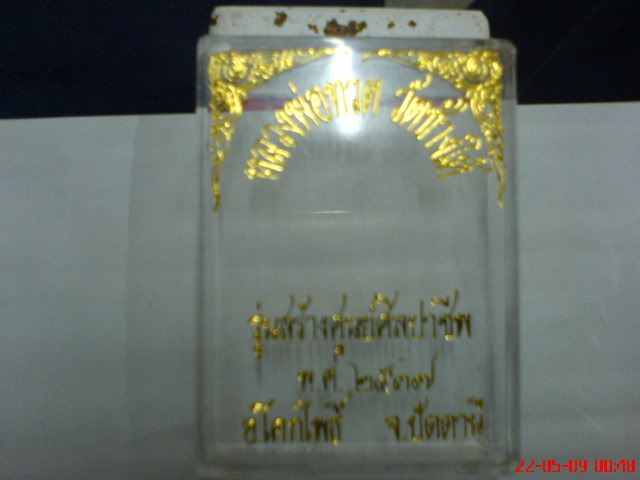 หลวงพ่อทวด วัดช้างให้
รุ่นสร้างศูนย์ศิลปาชีพ
พ.ศ. ๒๕๓๗
อ.โคกโพธิ์ จ.ปัตตานี
22-05-09 00:48